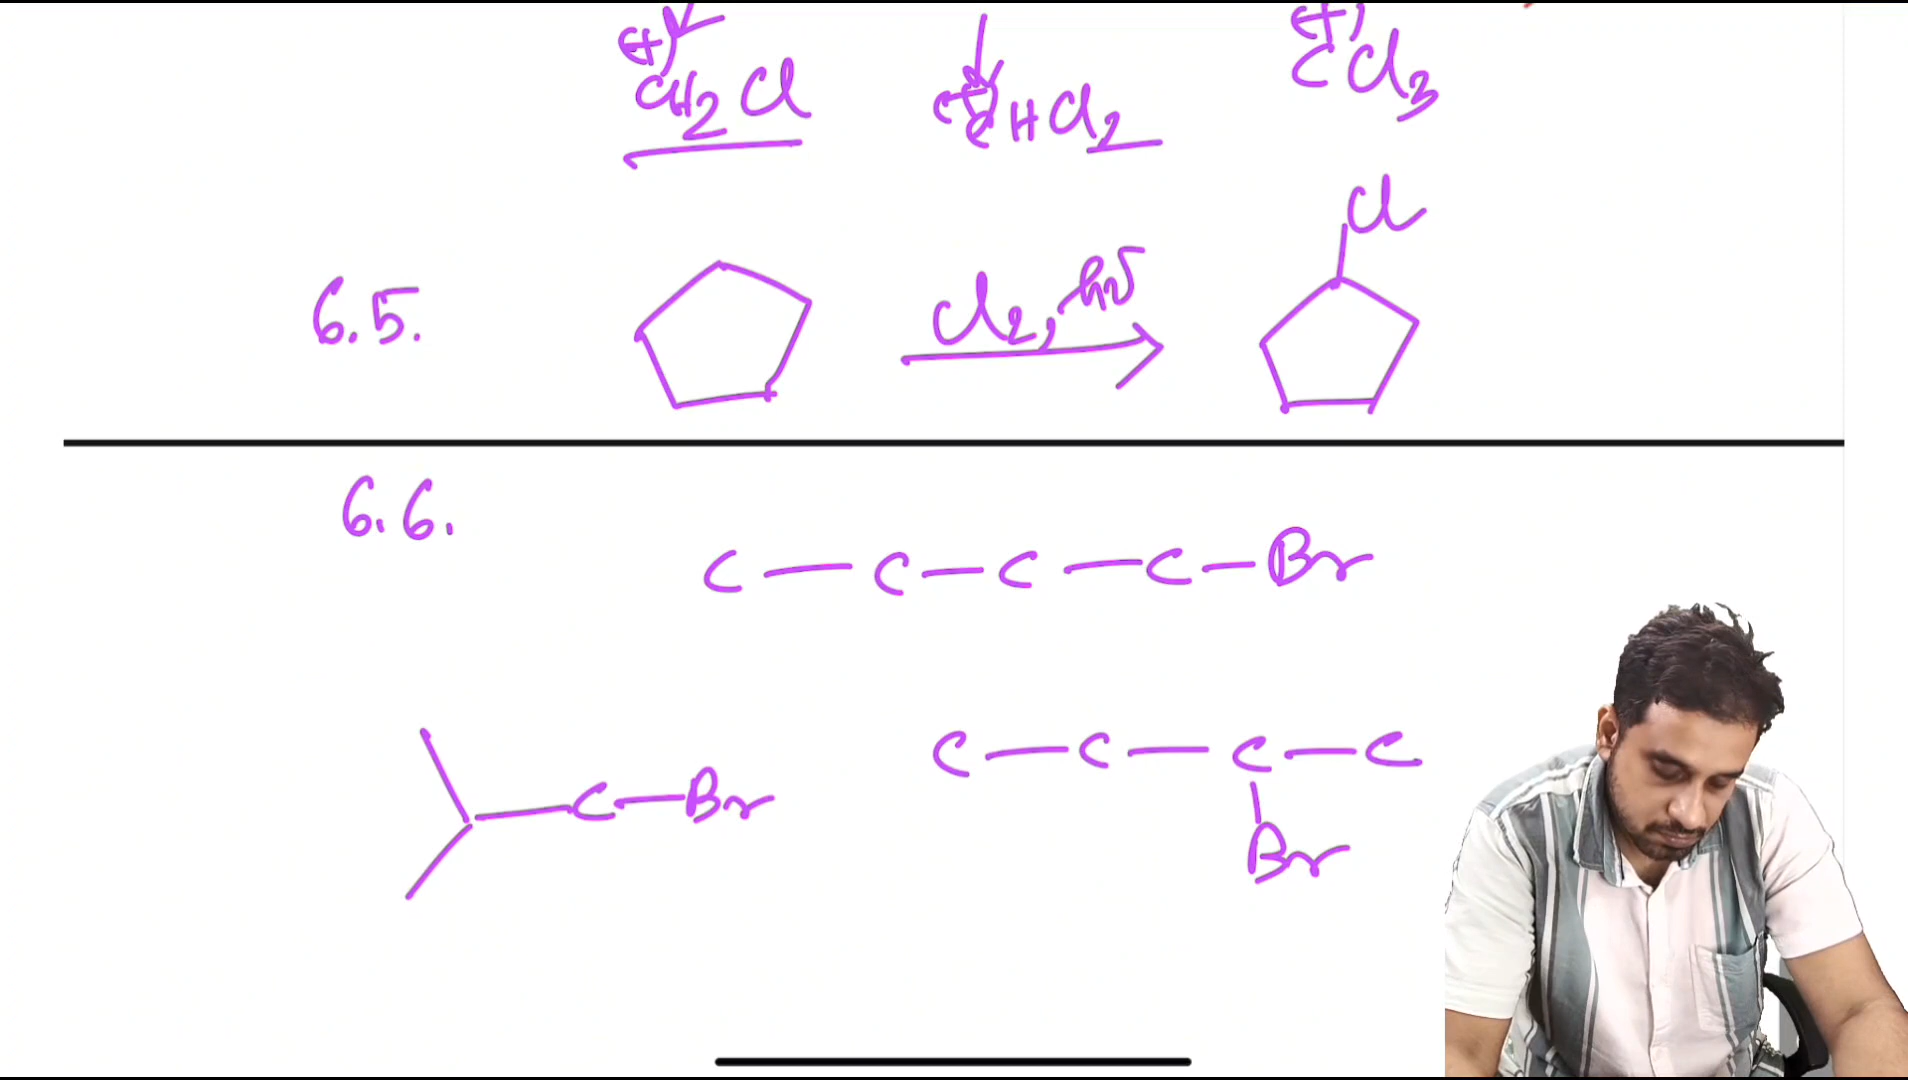 (+)
CH2Cl
(+)
CHCl2
(+)
CCl3
6.5.
Cl2, hν
Cl
6.6.
C — C — C — C — Br
C — Br
C — C — C — C
Br